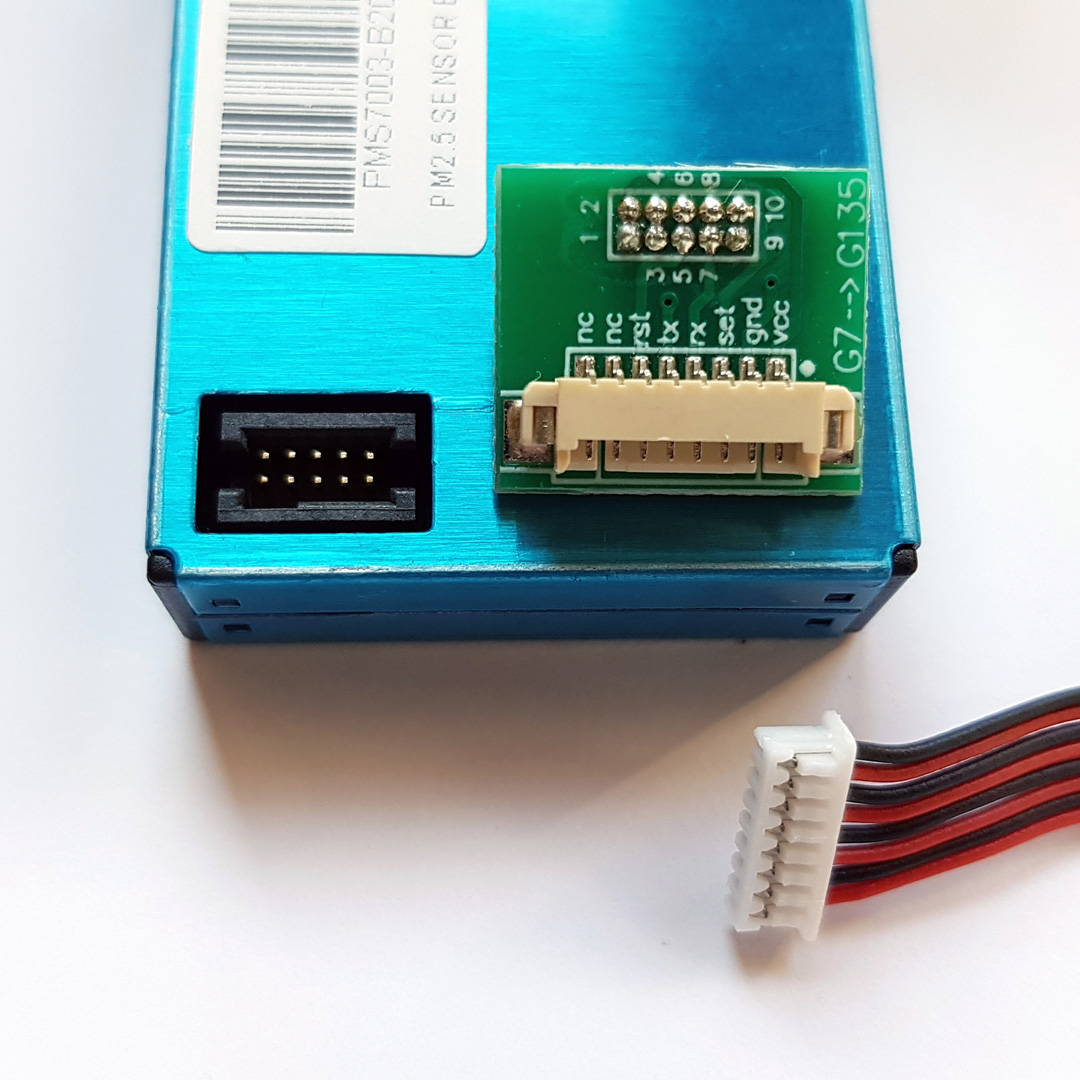 PMS7003-B20
PM2.5 SENSOR
4 6 8
2
1
10
9
3 5 7
nc nc rst tx rx set gnd vcc
G7-->G135